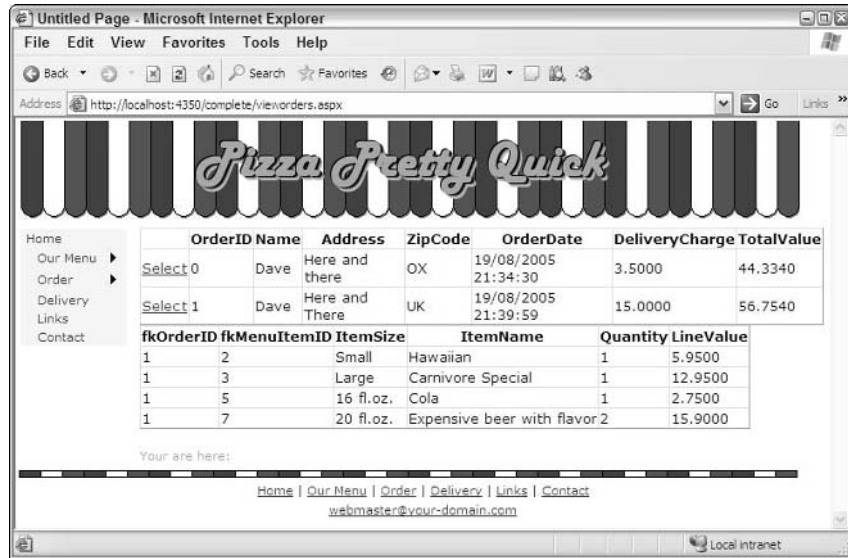 Untitled Page - Microsoft Internet Explorer
File Edit View Favorites Tools Help
Back Search Favorites
Address http://localhost:4350/complete/vieworders.aspx Go Links »
Pizza Pretty Quick
Home
Our Menu
Order
Delivery
Links
Contact
OrderID Name Address ZipCode OrderDate DeliveryCharge TotalValue
Select 0 Dave Here and there OX 19/08/2005 21:34:30 3.5000 44.3340
Select 1 Dave Here and There UK 19/08/2005 21:39:59 15.0000 56.7540
fkOrderID fkMenuItemID ItemSize ItemName Quantity LineValue
1 2 Small Hawaiian 1 5.9500
1 3 Large Carnivore Special 1 12.9500
1 5 16 fl.oz. Cola 1 2.7500
1 7 20 fl.oz. Expensive beer with flavor 2 15.9000
Your are here:
Home | Our Menu | Order | Delivery | Links | Contact
webmaster@your-domain.com
Local intranet